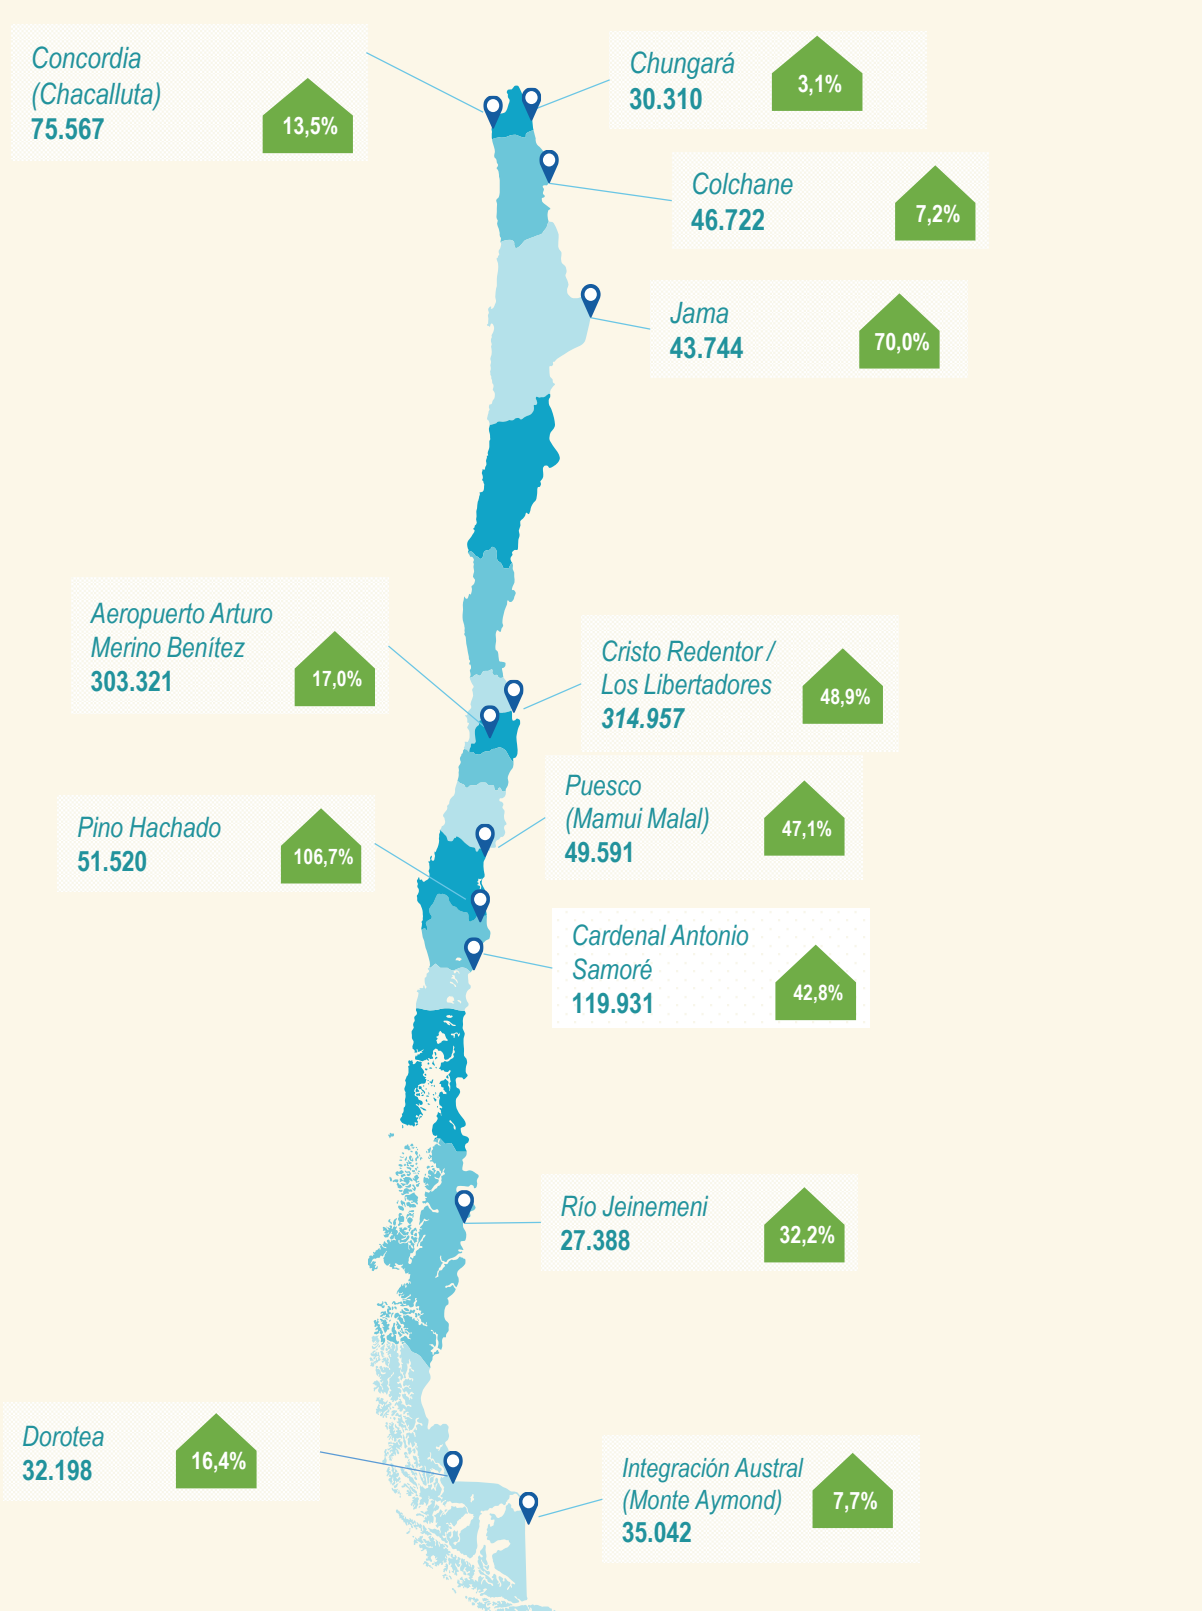 Concordia
(Chacalluta)
75.567
13,5%
Chungará
30.310
3,1%
Colchane
46.722
7,2%
Jama
43.744
70,0%
Aeropuerto Arturo
Merino Benítez
303.321
17,0%
Cristo Redentor /
Los Libertadores
314.957
48,9%
Puesco
(Mamui Malal)
49.591
47,1%
Pino Hachado
51.520
106,7%
Cardenal Antonio
Samoré
119.931
42,8%
Río Jeinemeni
27.388
32,2%
Dorotea
32.198
16,4%
Integración Austral
(Monte Aymond)
35.042
7,7%